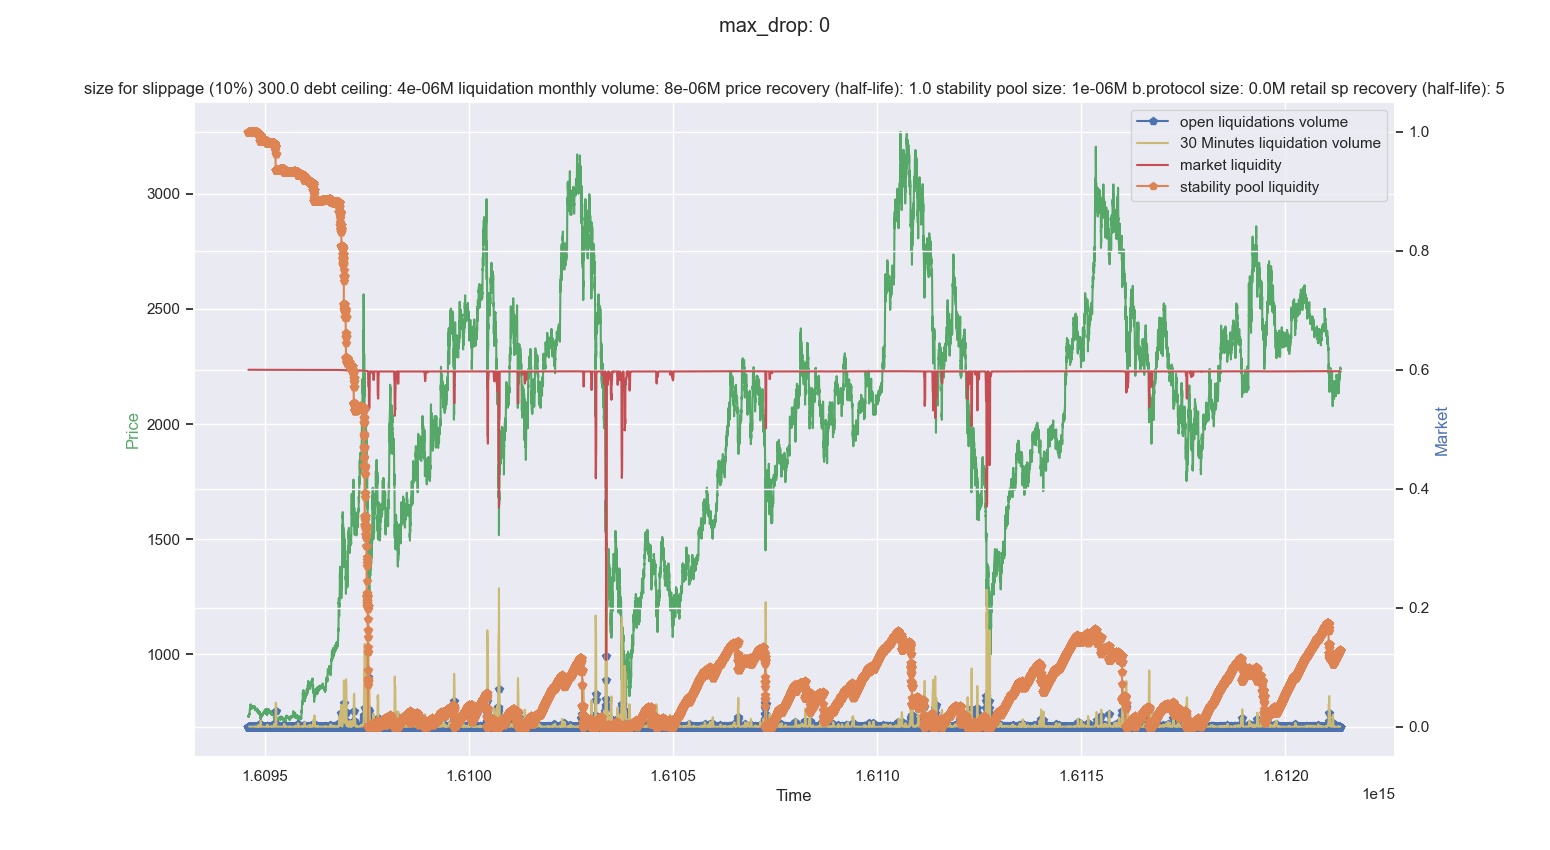 max_drop: 0
size for slippage (10%) 300.0 debt ceiling: 4e-06M liquidation monthly volume: 8e-06M price recovery (half-life): 1.0 stability pool size: 1e-06M b.protocol size: 0.0M retail sp recovery (half-life): 5
open liquidations volume
30 Minutes liquidation volume
market liquidity
stability pool liquidity
3000
2500
2000
1500
1000
Price
1.0
0.8
0.6
0.4
0.2
0.0
Market
1.6095 1.6100 1.6105 1.6110 1.6115 1.6120
Time
1e15